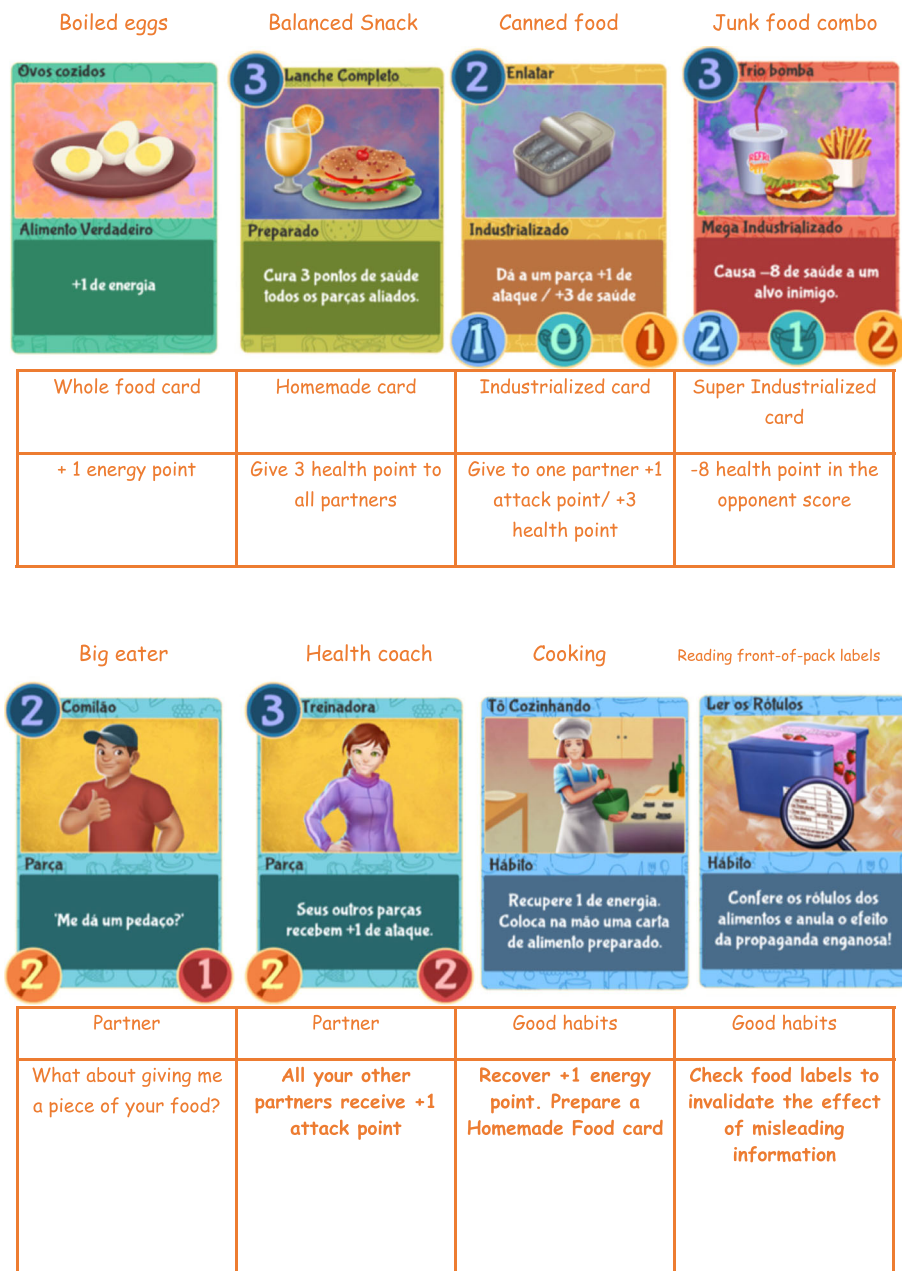 Boiled eggs
Balanced Snack
Canned food
Junk food combo
Ovos cozidos
Alimento Verdadeiro
+1 de energia
3
Lanche Completo
Preparado
Cura 3 pontos de saúde
todos os parças aliados.
2
Enlatar
Industrializado
Dá a um parça +1 de
ataque / +3 de saúde
1
0
1
3
Trio bomba
REFRI
Mega Industrializado
Causa –8 de saúde a um
alvo inimigo.
2
1
2
Whole food card
Homemade card
Industrialized card
Super Industrialized
card
+ 1 energy point
Give 3 health point to
all partners
Give to one partner +1
attack point/ +3
health point
-8 health point in the
opponent score
Big eater
Health coach
Cooking
Reading front-of-pack labels
2
Comilão
Parça
'Me dá um pedaço?'
2
1
3
Treinadora
Parça
Seus outros parças
recebem +1 de ataque.
2
2
Tô Cozinhando
Hábito
Recupere 1 de energia.
Coloca na mão uma carta
de alimento preparado.
Ler os Rótulos
Hábito
Confere os rótulos dos
alimentos e anula o efeito
da propaganda enganosa!
Partner
Partner
Good habits
Good habits
What about giving me
a piece of your food?
All your other
partners receive +1
attack point
Recover +1 energy
point. Prepare a
Homemade Food card
Check food labels to
invalidate the effect
of misleading
information